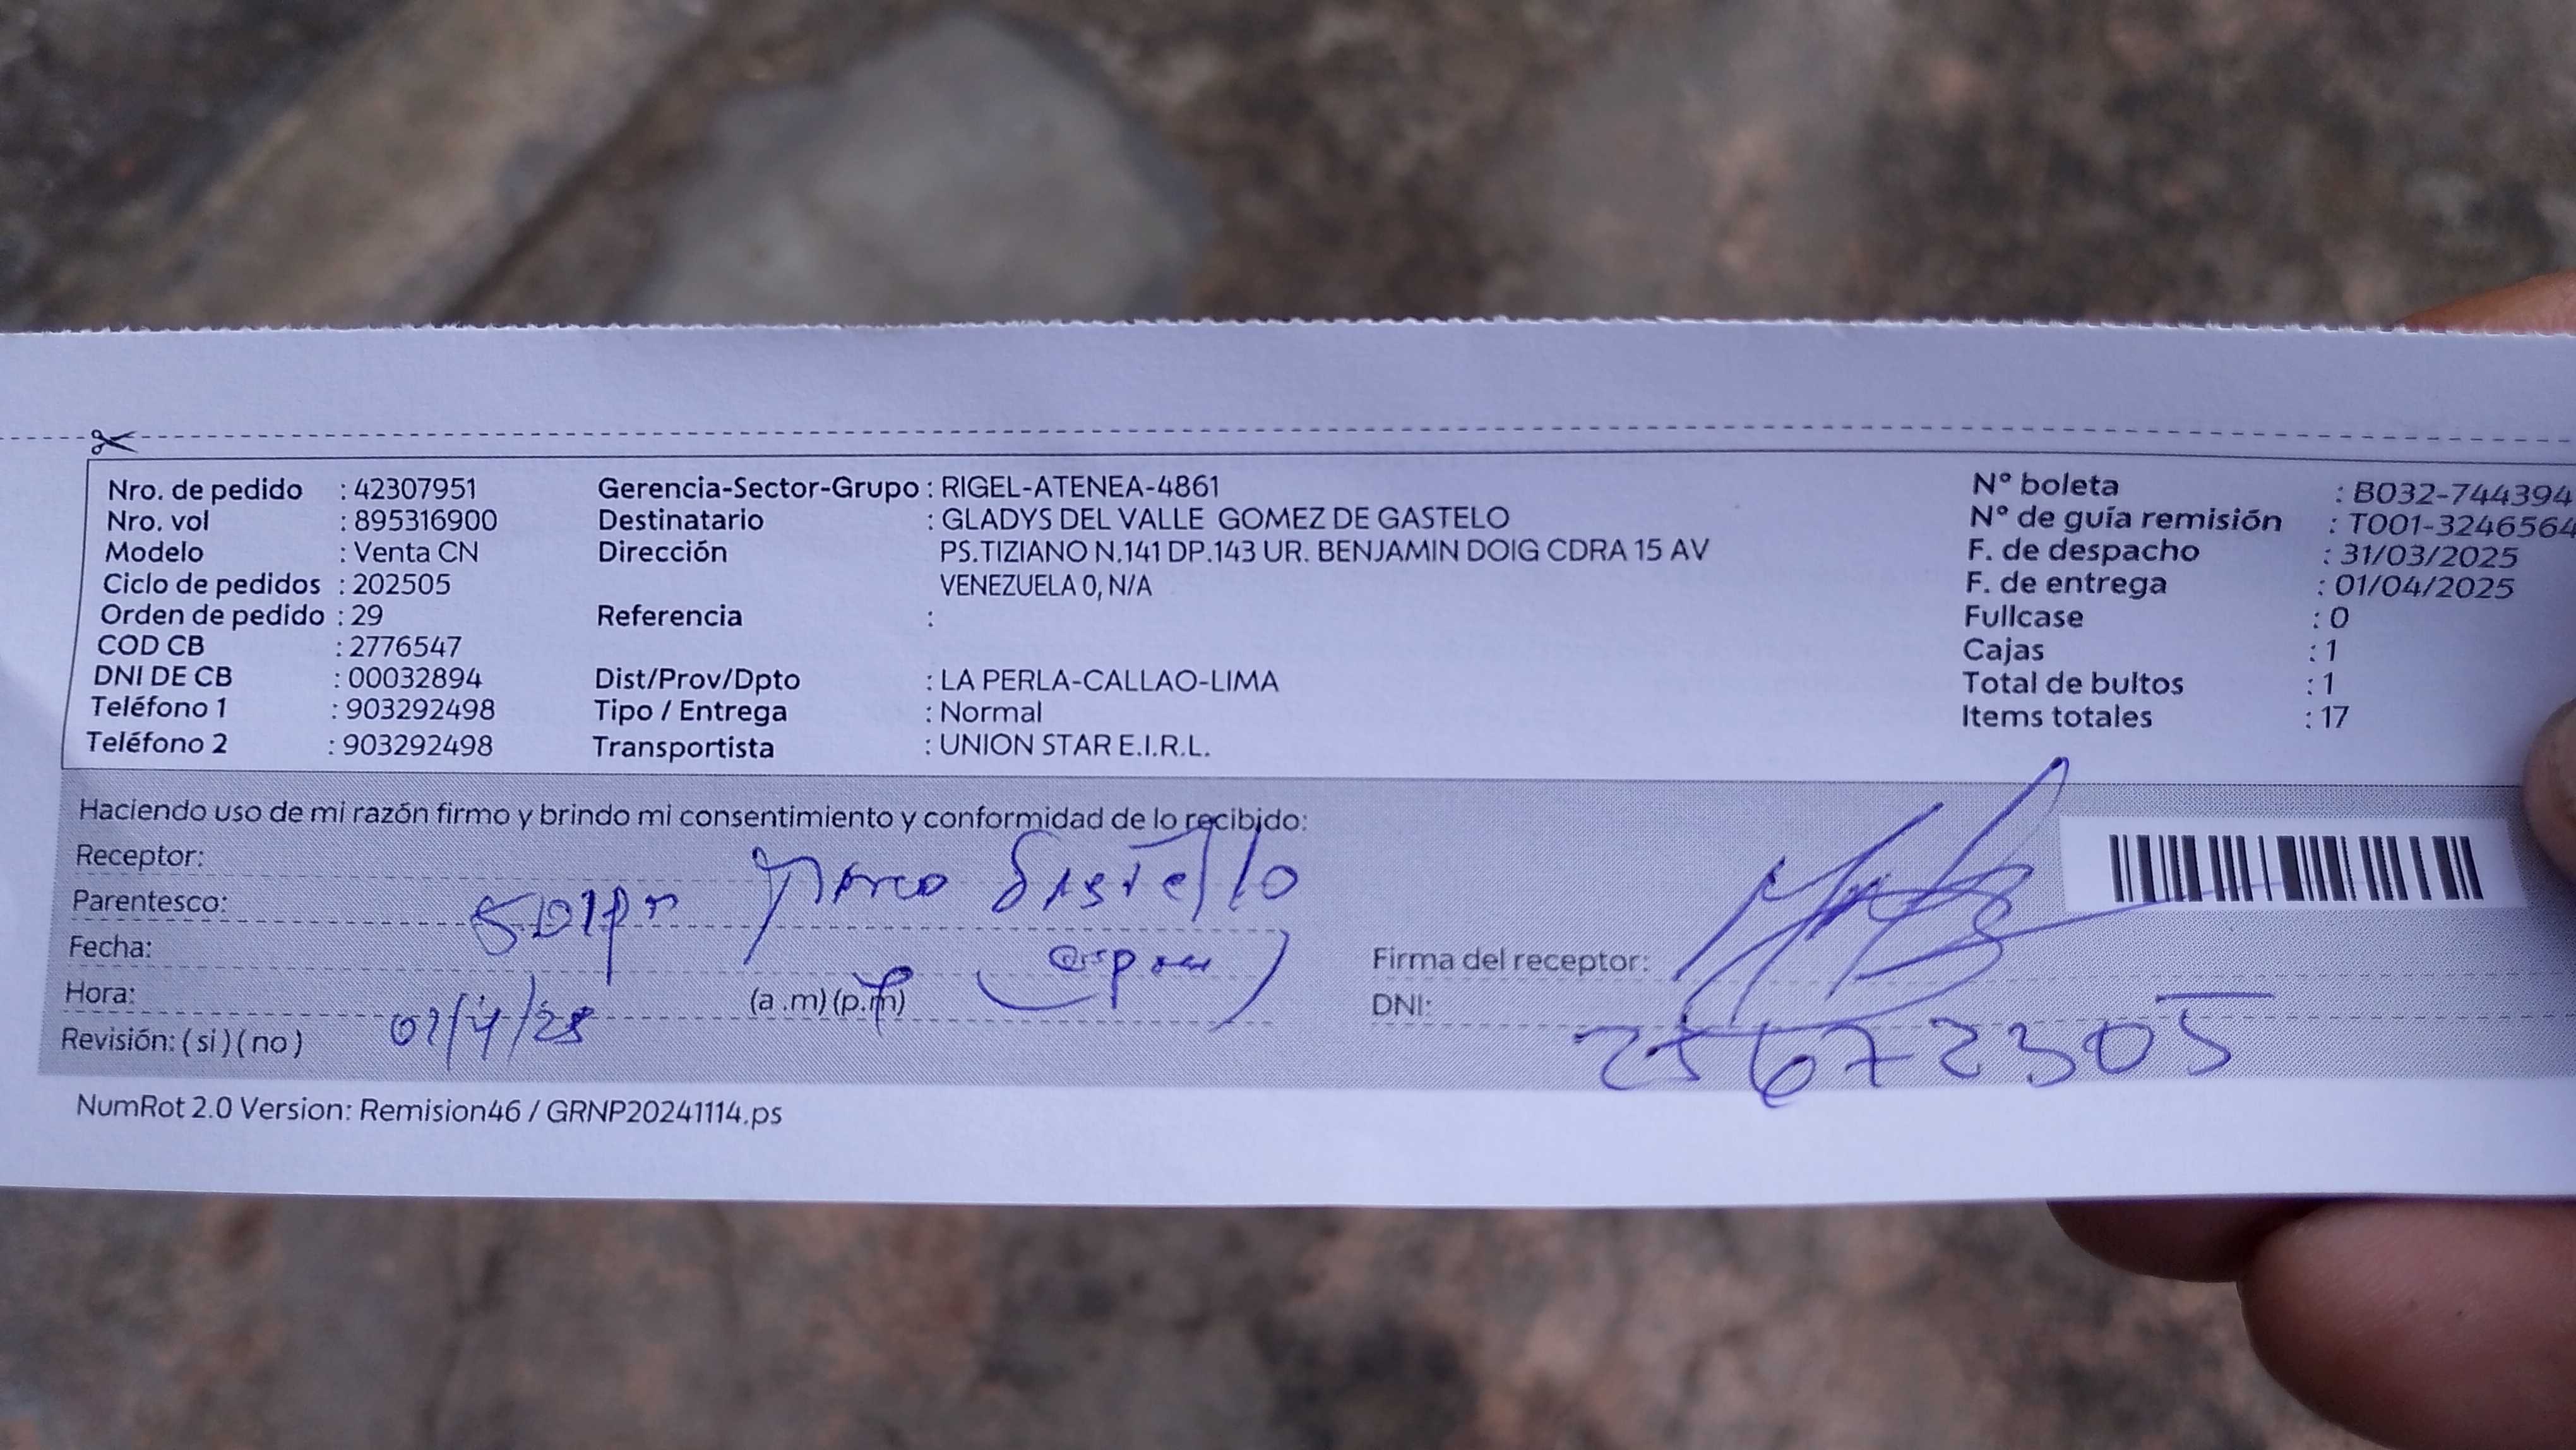 Nro. de pedido : 42307951
Nro. vol : 895316900
Modelo : Venta CN
Ciclo de pedidos : 202505
Orden de pedido : 29
COD CB : 2776547
DNI DE CB : 00032894
Teléfono 1 : 903292498
Teléfono 2 : 903292498
Gerencia-Sector-Grupo : RIGEL-ATENEA-4861
Destinatario : GLADYS DEL VALLE GOMEZ DE GASTELO
Dirección PS.TIZIANO N.141 DP.143 UR. BENJAMIN DOIG CDRA 15 AV
VENEZUELA 0, N/A
Referencia :
Dist/Prov/Dpto : LA PERLA-CALLAO-LIMA
Tipo / Entrega : Normal
Transportista : UNION STAR E.I.R.L.
N° boleta : B032-744394
N° de guía remisión : T001-3246564
F. de despacho : 31/03/2025
F. de entrega : 01/04/2025
Fullcase : 0
Cajas : 1
Total de bultos : 1
Items totales : 17
Haciendo uso de mi razón firmo y brindo mi consentimiento y conformidad de lo recibido:
Receptor:
Marco Gastello
Parentesco:
Fecha:
Firma del receptor:
Hora: (a .m) (p.m)
DNI:
25672305
Revisión: ( si ) ( no )
NumRot 2.0 Version: Remision46 / GRNP20241114.ps